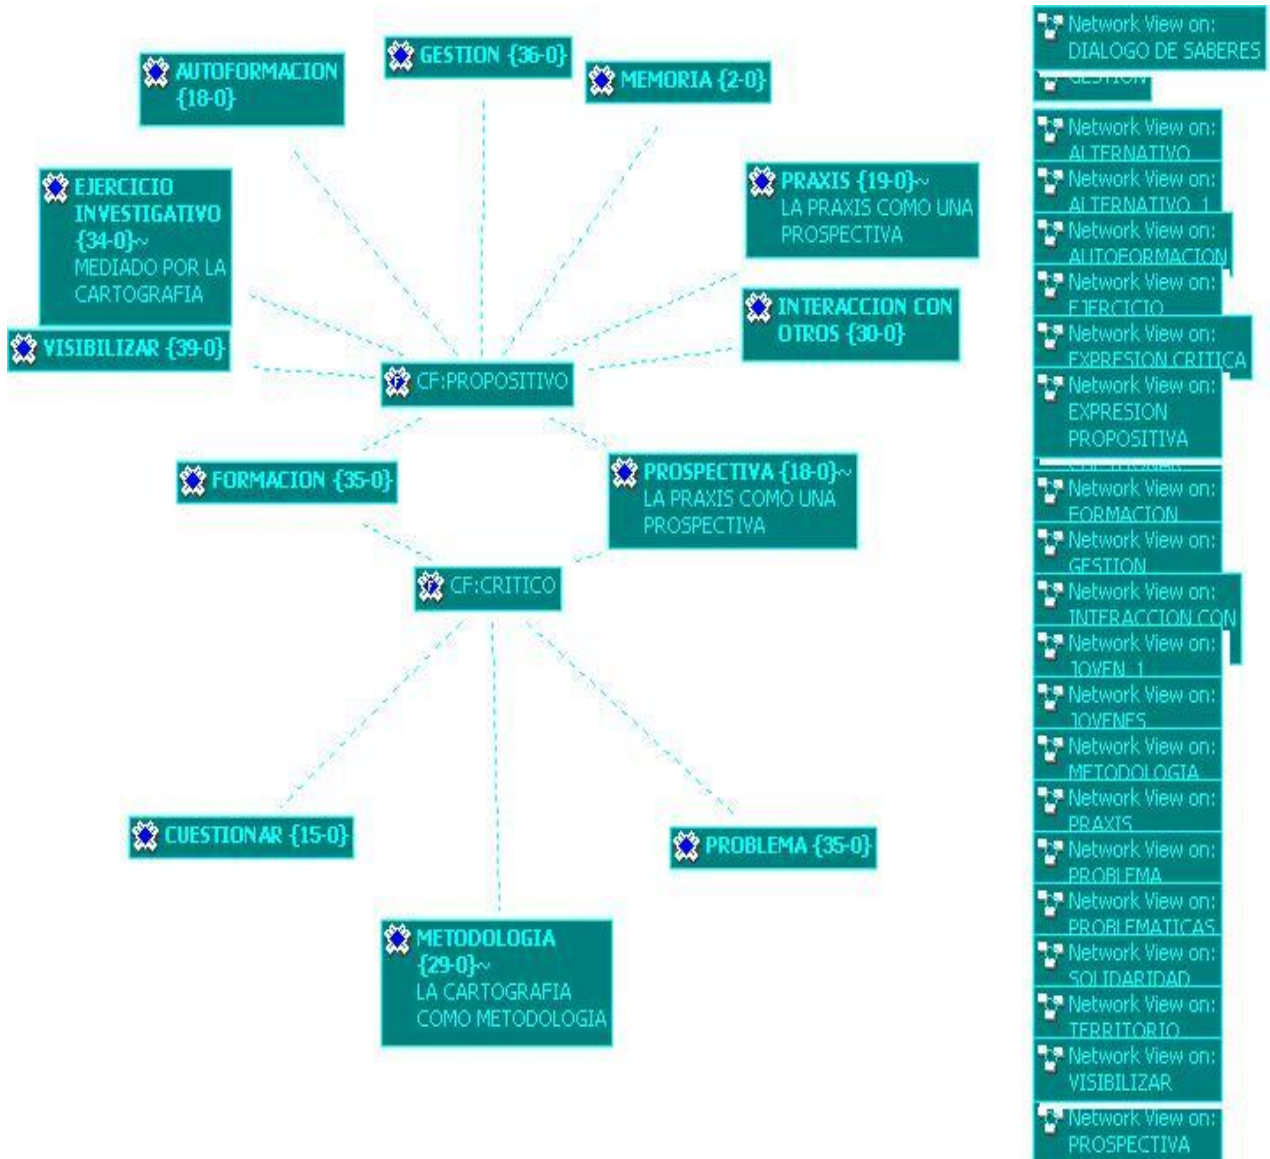 AUTOFORMACION
{18-0}
GESTION {36-0}
MEMORIA {2-0}
EJERCICIO
INVESTIGATIVO
{34-0}~
MEDIADO POR LA
CARTOGRAFIA
PRAXIS {19-0}~
LA PRAXIS COMO UNA
PROSPECTIVA
INTERACCION CON
OTROS {30-0}
VISIBILIZAR {39-0}
CF:PROPOSITIVO
FORMACION {35-0}
PROSPECTIVA {18-0}~
LA PRAXIS COMO UNA
PROSPECTIVA
CF:CRITICO
CUESTIONAR {15-0}
PROBLEMA {35-0}
METODOLOGIA
{29-0}~
LA CARTOGRAFIA
COMO METODOLOGIA
Network View on:
DIALOGO DE SABERES
GESTION
Network View on:
ALTERNATIVO
Network View on:
ALTERNATIVO_1
Network View on:
AUTOFORMACION
Network View on:
EJERCICIO
Network View on:
EXPRESION CRITICA
Network View on:
EXPRESION
PROPOSITIVA
Network View on:
FORMACION
Network View on:
GESTION
Network View on:
INTERACCION CON
Network View on:
JOVEN_1
Network View on:
JOVENES
Network View on:
METODOLOGIA
Network View on:
PRAXIS
Network View on:
PROBLEMA
Network View on:
PROBLEMATICAS
Network View on:
SOLIDARIDAD
Network View on:
TERRITORIO
Network View on:
VISIBILIZAR
Network View on:
PROSPECTIVA